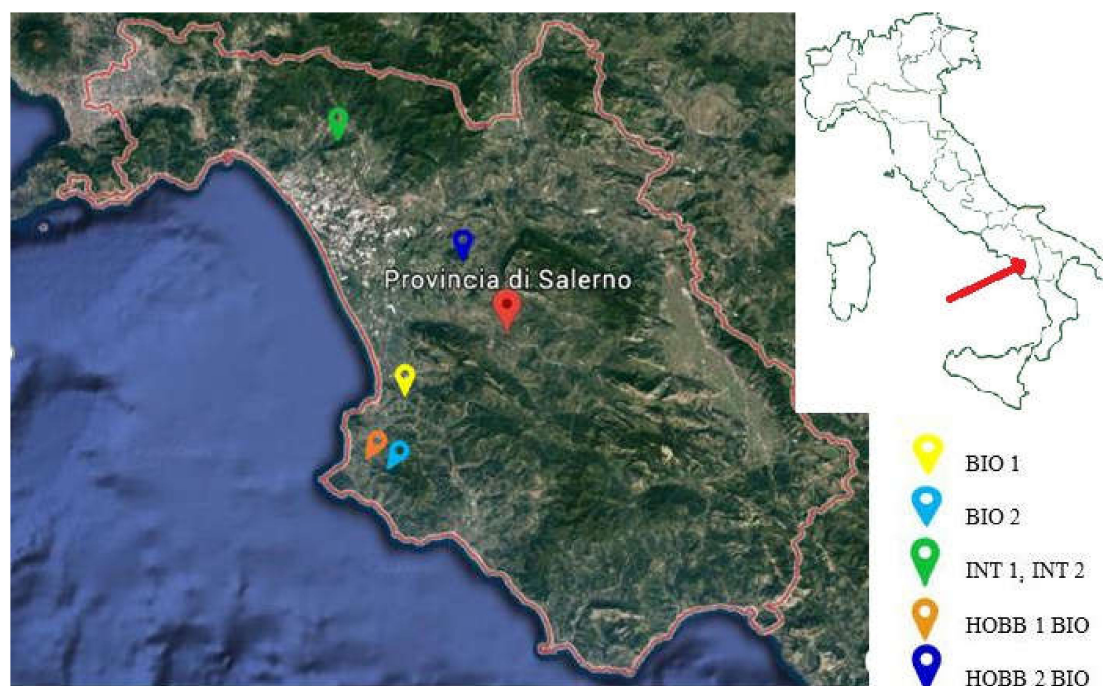 Provincia di Salerno
BIO 1
BIO 2
INT 1, INT 2
HOBB 1 BIO
HOBB 2 BIO